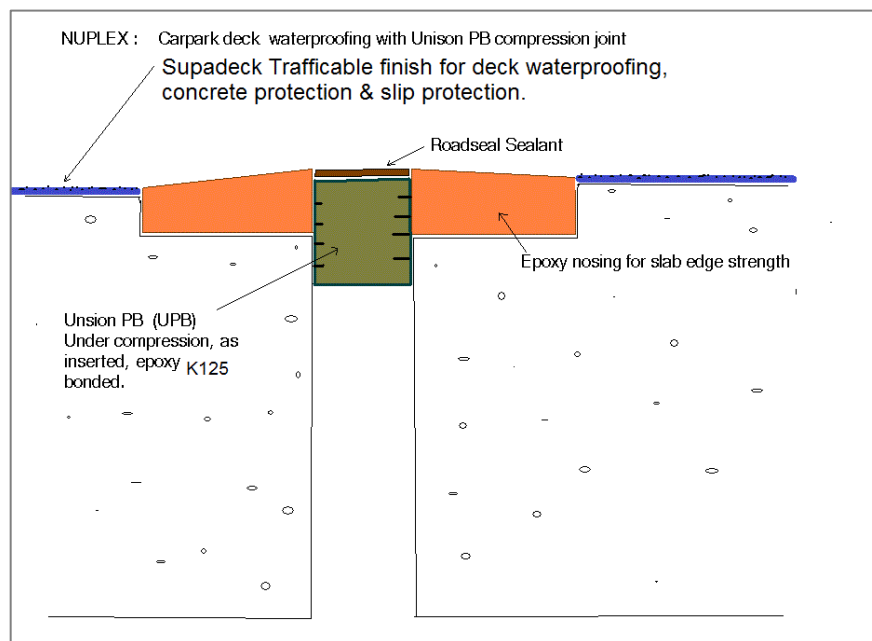 NUPLEX : Carpark deck waterproofing with Unison PB compression joint
Supadeck Trafficable finish for deck waterproofing,
concrete protection & slip protection.
Roadseal Sealant
Epoxy nosing for slab edge strength
Unsion PB (UPB)
Under compression, as
inserted, epoxy K125
bonded.